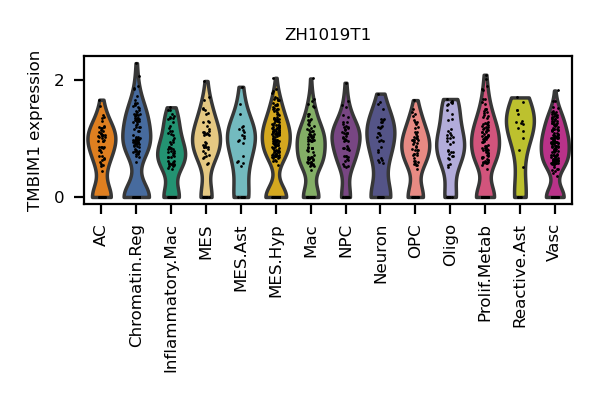 ZH1019T1
TMBIM1 expression
2
0
AC
Chromatin.Reg
Inflammatory.Mac
MES
MES.Ast
MES.Hyp
Mac
NPC
Neuron
OPC
Oligo
Prolif.Metab
Reactive.Ast
Vasc